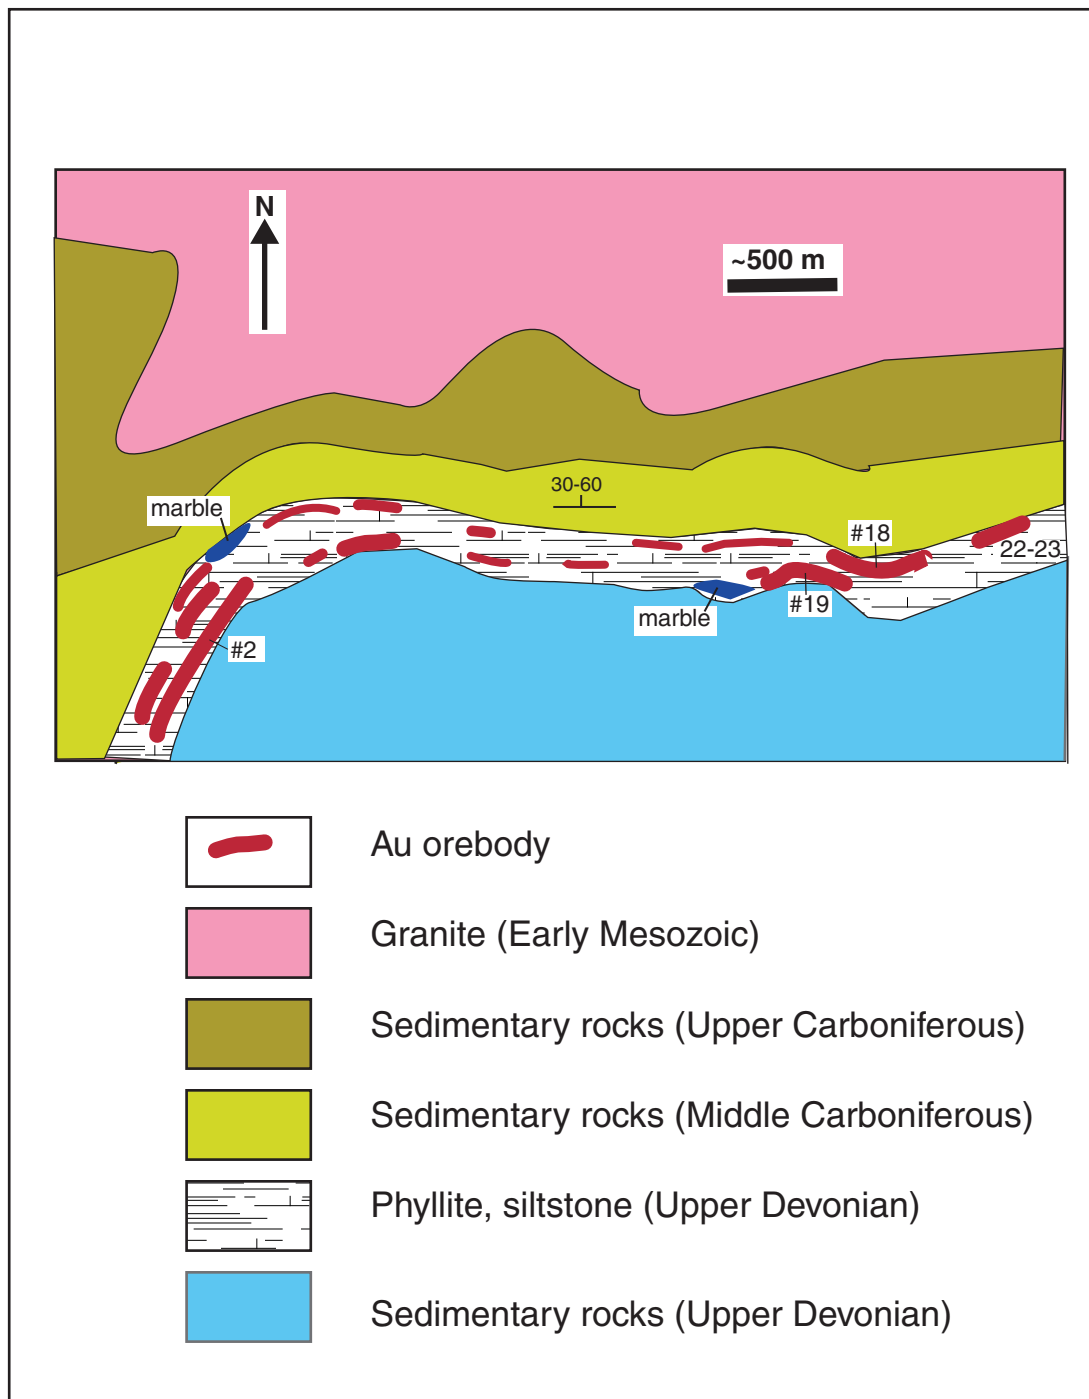 N
~500 m
30-60
marble
#18
22-23
#19
marble
#2
Au orebody
Granite (Early Mesozoic)
Sedimentary rocks (Upper Carboniferous)
Sedimentary rocks (Middle Carboniferous)
Phyllite, siltstone (Upper Devonian)
Sedimentary rocks (Upper Devonian)